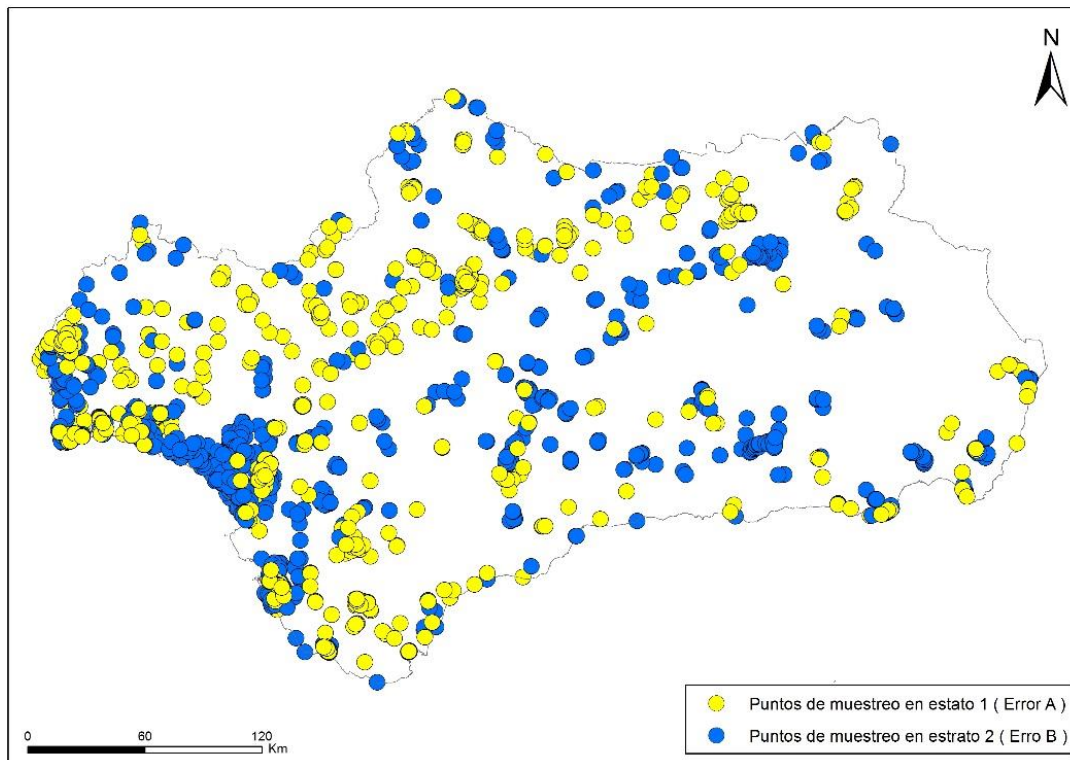 N
Puntos de muestreo en estato 1 ( Error A )
Puntos de muestreo en estrato 2 ( Erro B )
0 60 120
Km